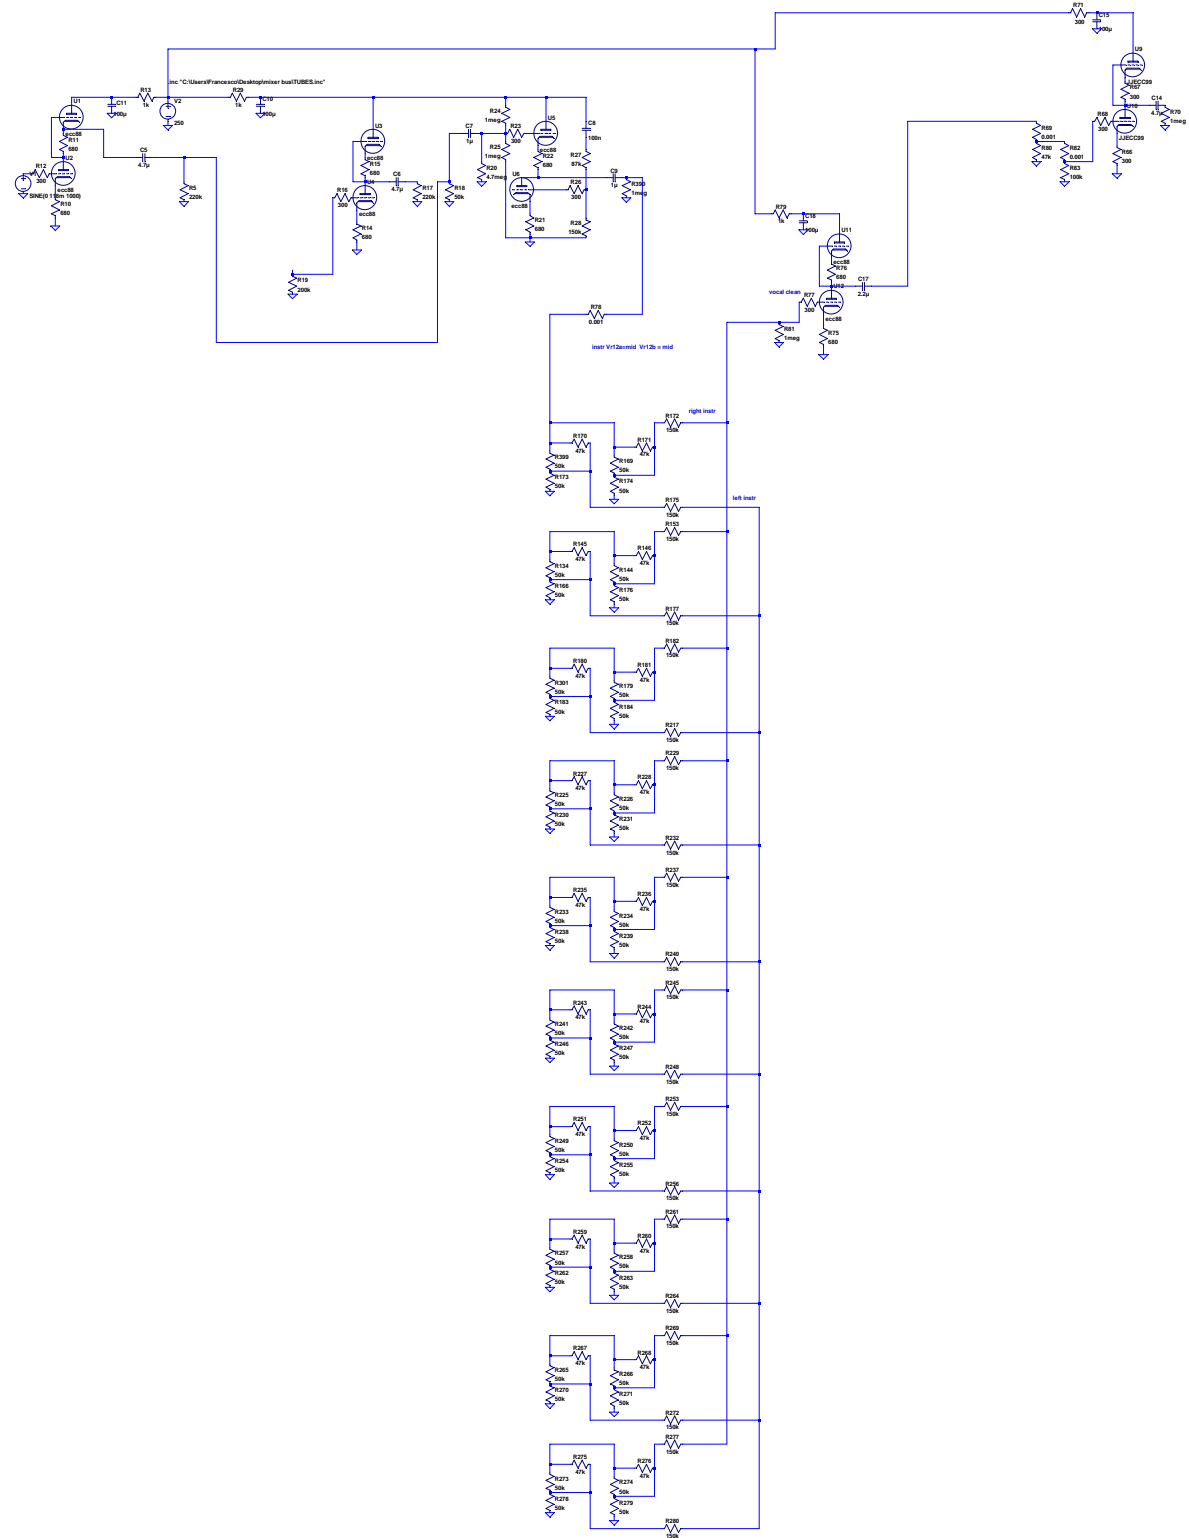 R71
300
C15
100µ
U9
JJECC99
R67
300
C14
4.7µ
R70
1meg
R68
300
JJECC99
R66
300
.inc "C:\Users\Francesco\Desktop\mixer bus\TUBES.inc"
R13
1k
V2
250
R29
1k
C11
100µ
C10
100µ
U1
ecc88
R11
680
U2
ecc88
R12
300
SINE(0 118m 1000)
R10
680
C5
4.7µ
R5
220k
U3
ecc88
R15
680
U4
ecc88
R16
300
C6
4.7µ
R17
220k
R14
680
R19
200k
R18
50k
C7
1µ
R20
4.7meg
R24
1meg
R23
300
R25
1meg
U5
ecc88
R22
680
U6
ecc88
R26
300
R21
680
C8
100n
R27
87k
R28
150k
C9
1µ
R390
1meg
R69
0.001
R80
47k
R82
0.001
R83
100k
R79
1k
C18
100µ
U11
ecc88
R76
680
U12
ecc88
C17
2.2µ
vocal clean
R77
300
R75
680
R81
1meg
R78
0.001
instr Vr12a=mid Vr12b = mid
right instr
R172
150k
R170
47k
R171
47k
R399
50k
R169
50k
R173
50k
R174
50k
left instr
R175
150k
R153
150k
R145
47k
R146
47k
R134
50k
R144
50k
R166
50k
R176
50k
R177
150k
R182
150k
R180
47k
R181
47k
R301
50k
R179
50k
R183
50k
R184
50k
R217
150k
R229
150k
R227
47k
R228
47k
R225
50k
R226
50k
R230
50k
R231
50k
R232
150k
R237
150k
R235
47k
R236
47k
R233
50k
R234
50k
R238
50k
R239
50k
R240
150k
R245
150k
R243
47k
R244
47k
R241
50k
R242
50k
R246
50k
R247
50k
R248
150k
R253
150k
R251
47k
R252
47k
R249
50k
R250
50k
R254
50k
R255
50k
R256
150k
R261
150k
R259
47k
R260
47k
R257
50k
R258
50k
R262
50k
R263
50k
R264
150k
R269
150k
R267
47k
R268
47k
R265
50k
R266
50k
R270
50k
R271
50k
R272
150k
R277
150k
R275
47k
R276
47k
R273
50k
R274
50k
R278
50k
R279
50k
R280
150k